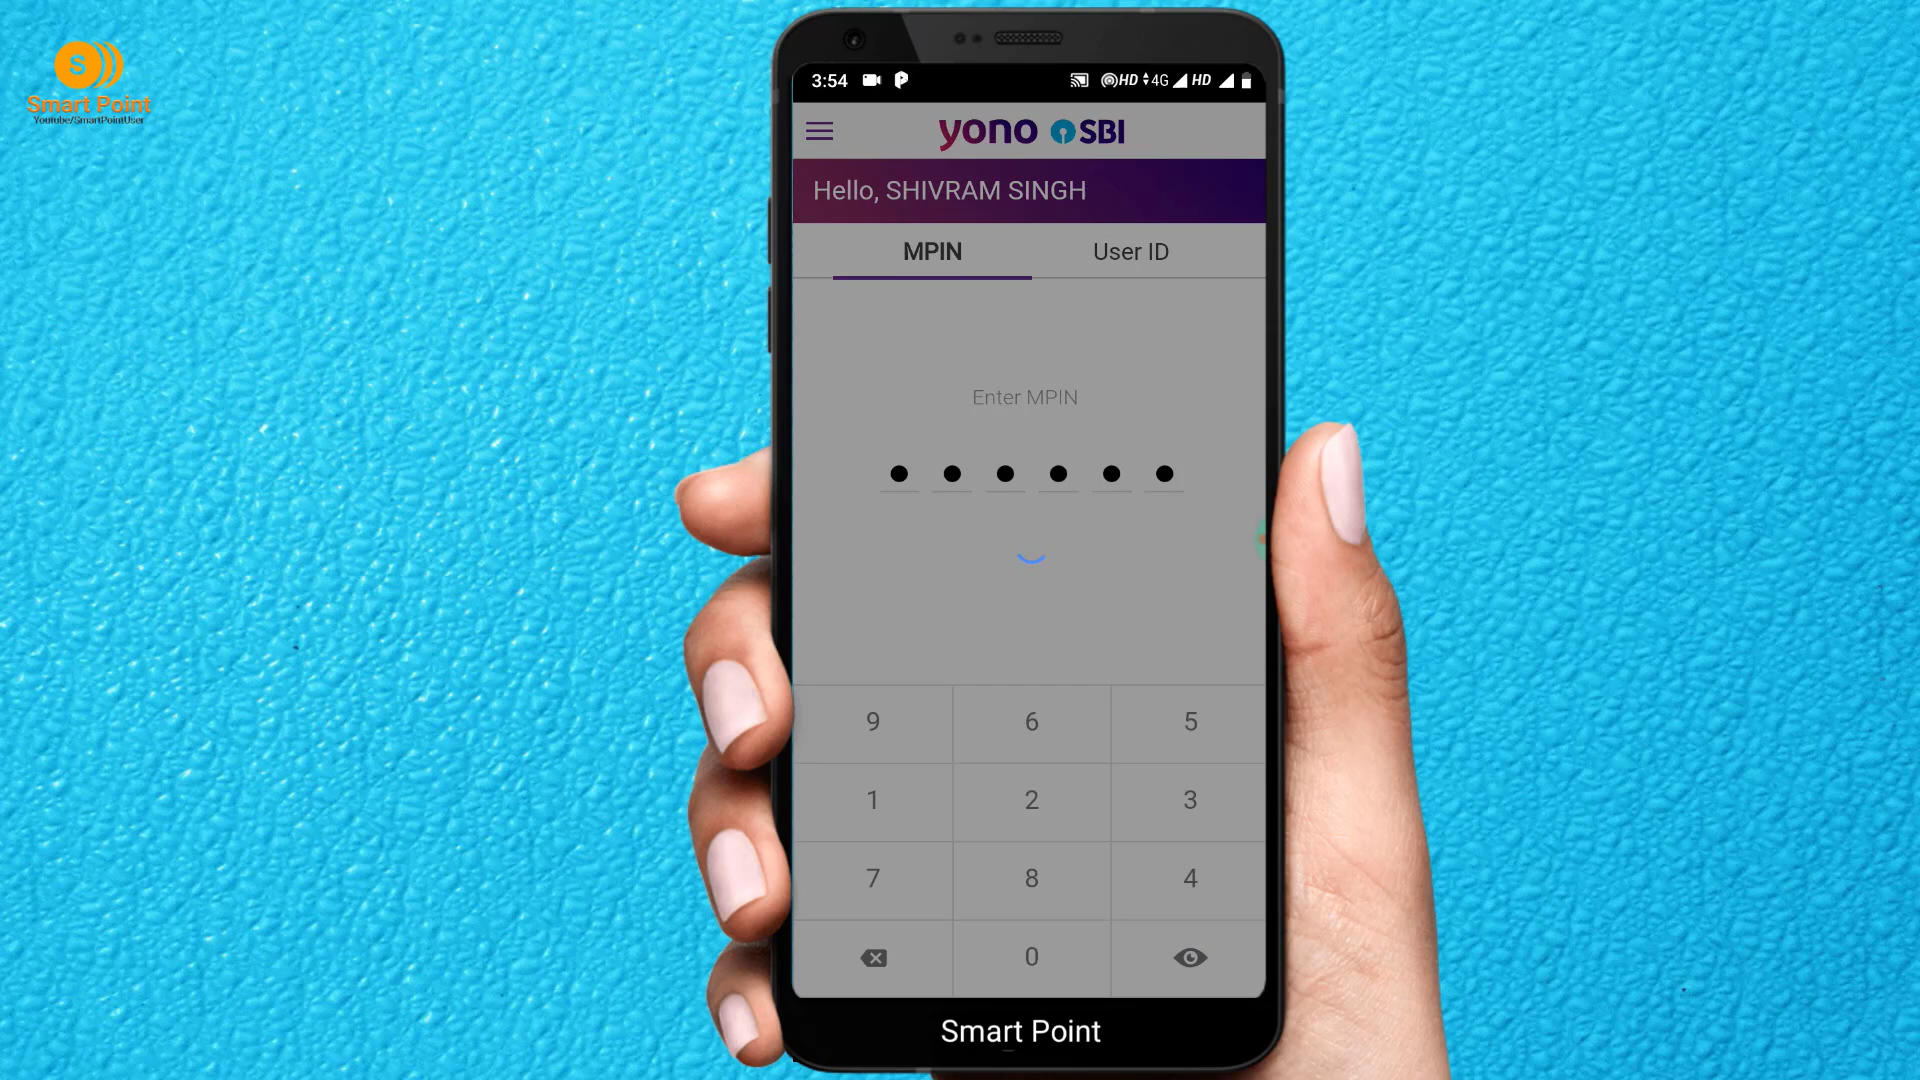 S
Smart Point
Youtube/SmartPointUser
3:54
HD 4G HD
yono SBI
Hello, SHIVRAM SINGH
MPIN User ID
Enter MPIN
9 6 5
1 2 3
7 8 4
0
Smart Point